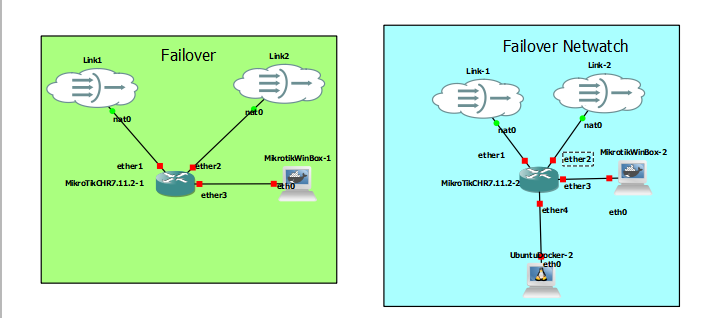 Failover
Link1
Link2
nat0
nat0
ether1
ether2
MikrotikWinBox-1
MikroTikCHR7.11.2-1
eth0
ether3
Failover Netwatch
Link-1
Link-2
nat0
nat0
ether1
ether2
MikrotikWinBox-2
MikroTikCHR7.11.2-2
ether3
eth0
ether4
UbuntuDocker-2
eth0